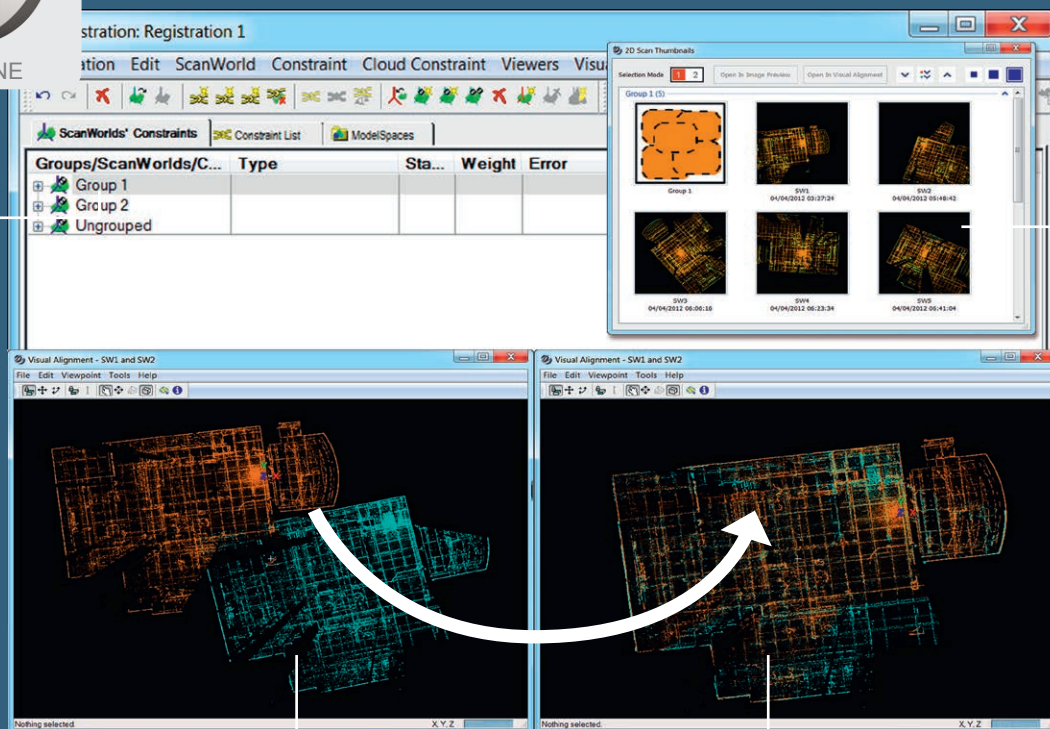 NE
stration: Registration 1
ation Edit ScanWorld Constraint Cloud Constraint Viewers Visu
ScanWorlds' Constraints Constraint List ModelSpaces
Groups/ScanWorlds/C... Type Sta... Weight Error
Group 1
Group 2
Ungrouped
2D Scan Thumbnails
Selection Mode 1 2 Open In Image Preview Open In Visual Alignment
Group 1 (5)
Group 1
SW1
04/04/2012 03:27:24
SW2
04/04/2012 05:48:42
SW3
04/04/2012 06:06:16
SW4
04/04/2012 06:23:34
SW5
04/04/2012 06:41:04
Visual Alignment - SW1 and SW2
File Edit Viewpoint Tools Help
Nothing selected. X, Y, Z
Visual Alignment - SW1 and SW2
File Edit Viewpoint Tools Help
Nothing selected. X, Y, Z